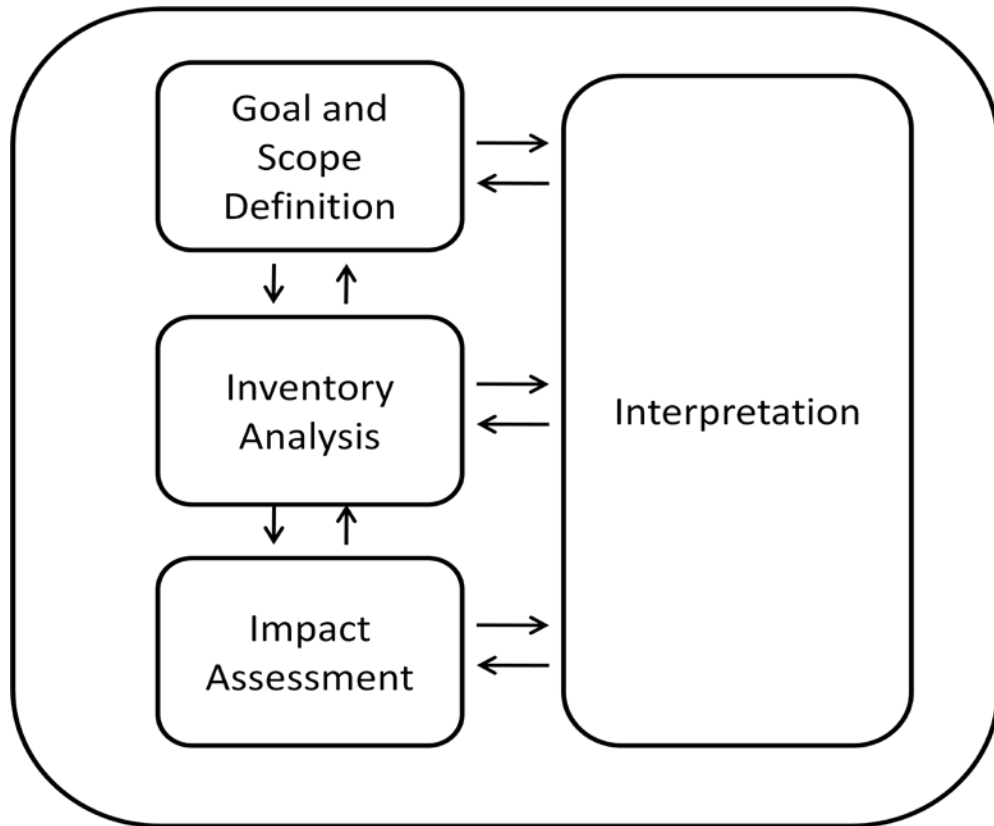 Goal and
Scope
Definition
Inventory
Analysis
Interpretation
Impact
Assessment